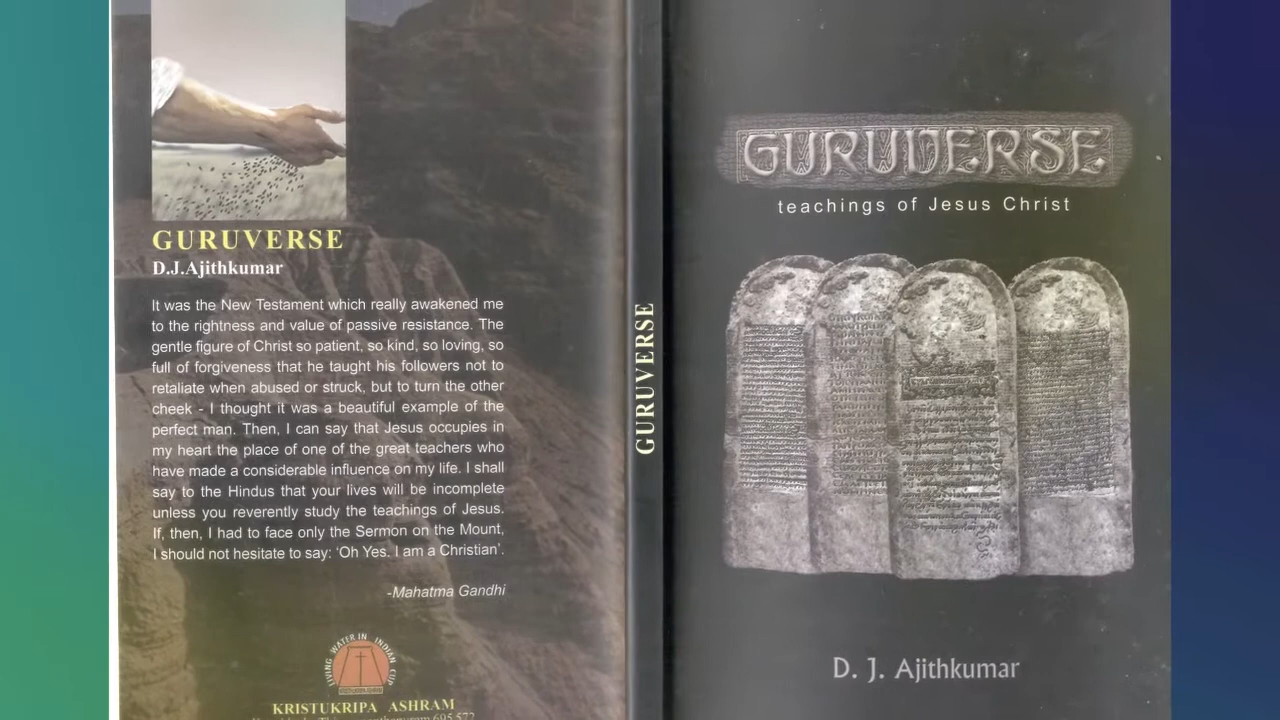 GURUVERSE
D.J.Ajithkumar
It was the New Testament which really awakened me
to the rightness and value of passive resistance. The
gentle figure of Christ so patient, so kind, so loving, so
full of forgiveness that he taught his followers not to
retaliate when abused or struck, but to turn the other
cheek - I thought it was a beautiful example of the
perfect man. Then, I can say that Jesus occupies in
my heart the place of one of the great teachers who
have made a considerable influence on my life. I shall
say to the Hindus that your lives will be incomplete
unless you reverently study the teachings of Jesus.
If, then, I had to face only the Sermon on the Mount,
I should not hesitate to say: ‘Oh Yes. I am a Christian’.
-Mahatma Gandhi
LIVING WATER IN INDIAN CUP
KRISTUKRIPA ASHRAM
695 572
GURUVERSE
GURUVERSE
teachings of Jesus Christ
D. J. Ajithkumar